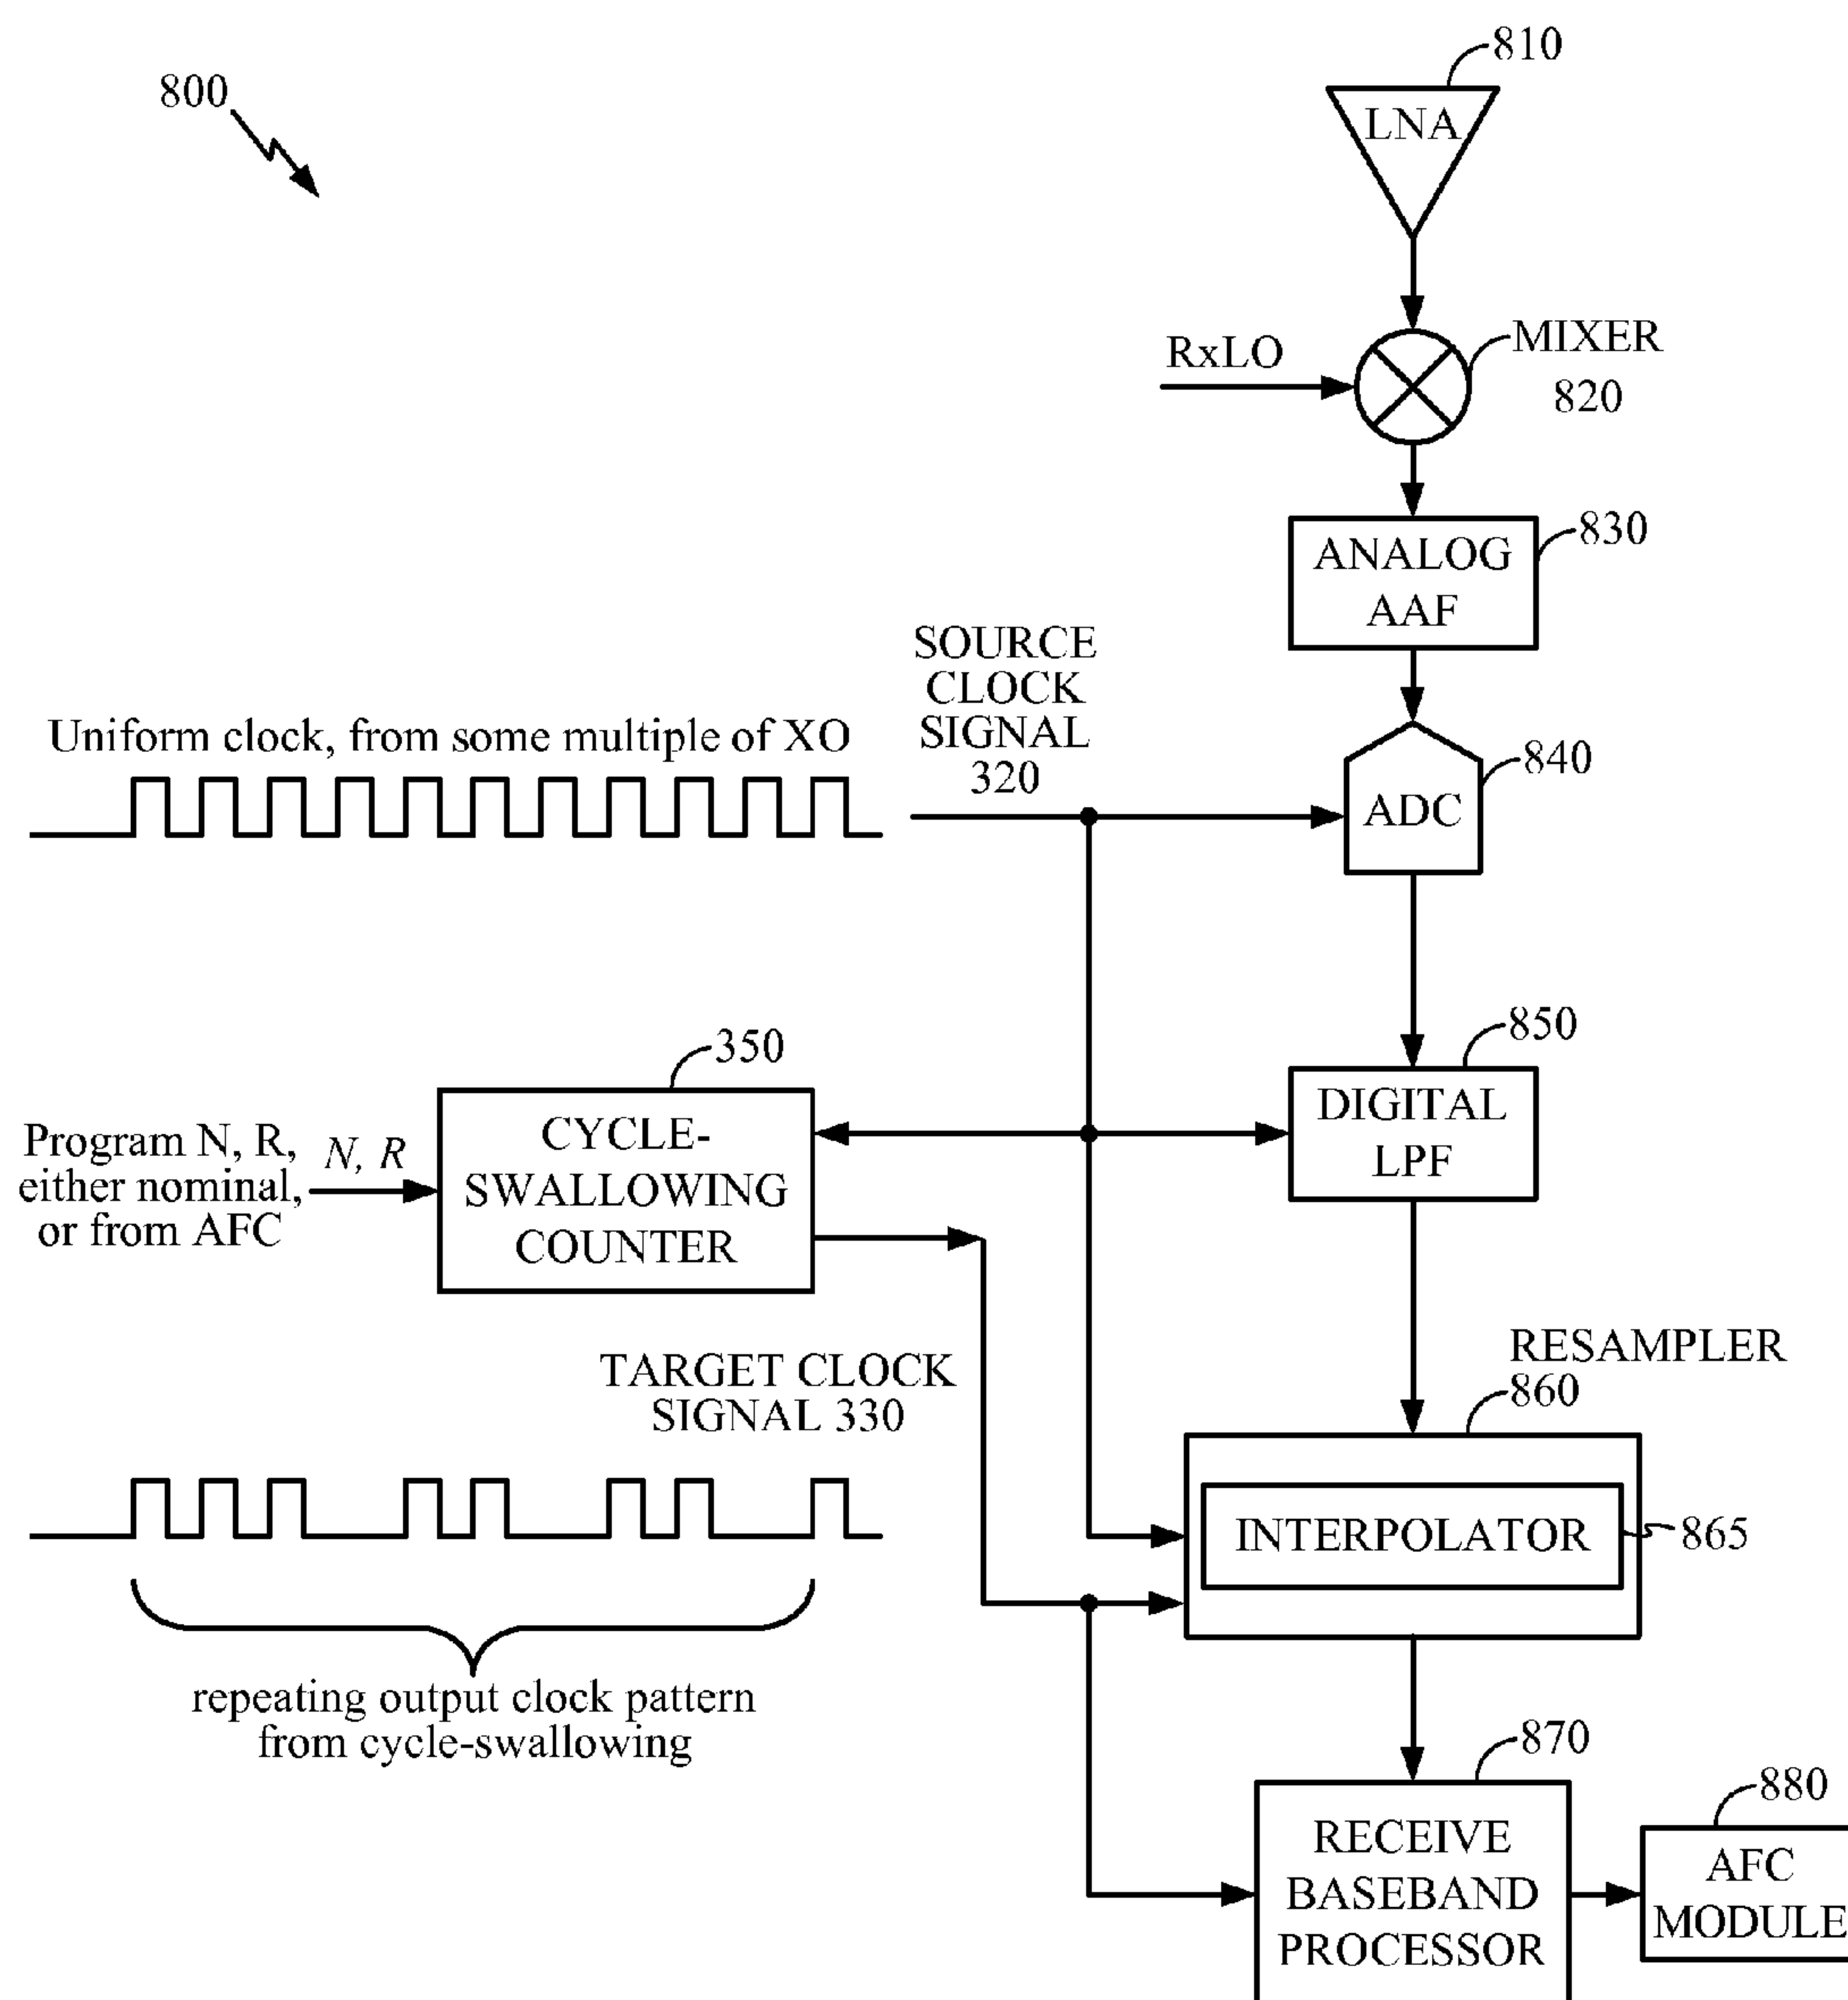 800
810
LNA
RxLO
MIXER
820
830
ANALOG
AAF
SOURCE
CLOCK
SIGNAL
320
Uniform clock, from some multiple of XO
840
ADC
850
DIGITAL
LPF
350
CYCLE-
SWALLOWING
COUNTER
Program N, R,
either nominal,
or from AFC
N, R
TARGET CLOCK
SIGNAL 330
RESAMPLER
860
INTERPOLATOR
865
repeating output clock pattern
from cycle-swallowing
870
RECEIVE
BASEBAND
PROCESSOR
880
AFC
MODULE